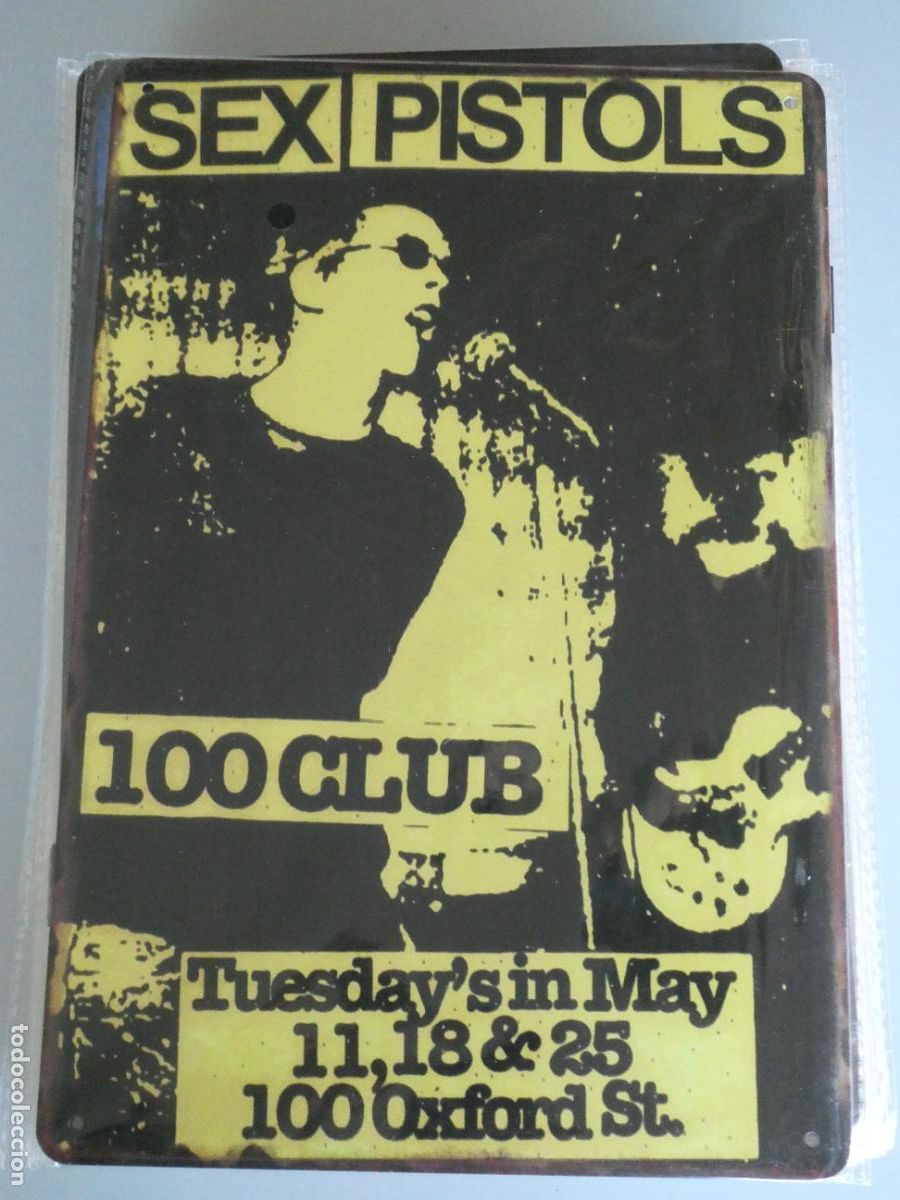 SEX PISTOLS
100 CLUB
Tuesday's in May
11, 18 & 25
100 Oxford St.
todocoleccion